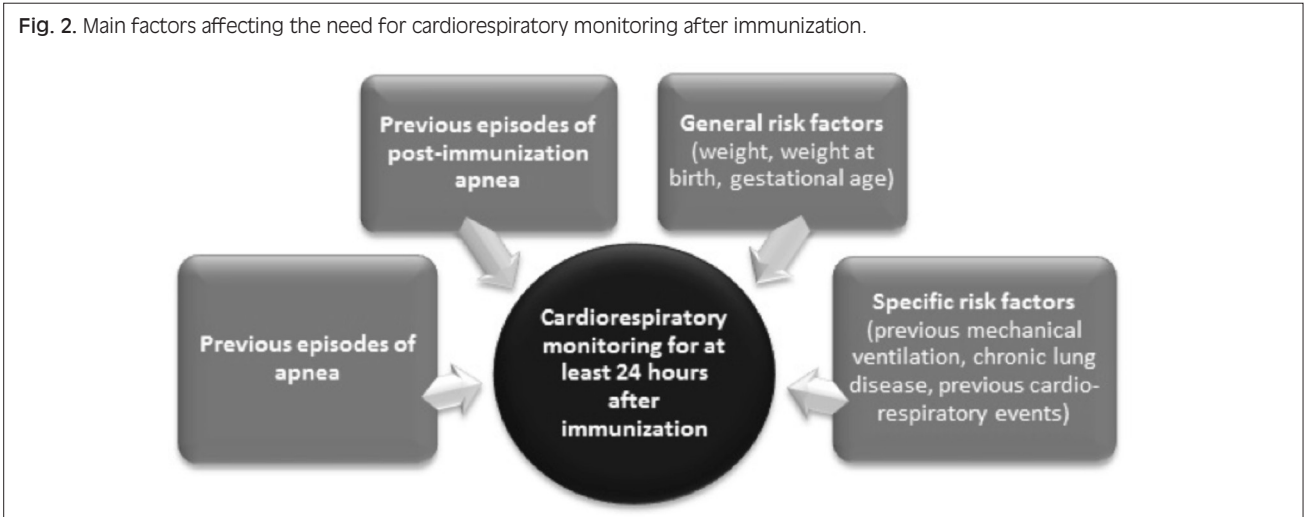 Fig. 2. Main factors affecting the need for cardiorespiratory monitoring after immunization.
Previous episodes of
post-immunization
apnea
General risk factors
(weight, weight at
birth, gestational age)
Previous episodes of
apnea
Cardiorespiratory
monitoring for at
least 24 hours
after
immunization
Specific risk factors
(previous mechanical
ventilation, chronic lung
disease, previous cardio-
respiratory events)